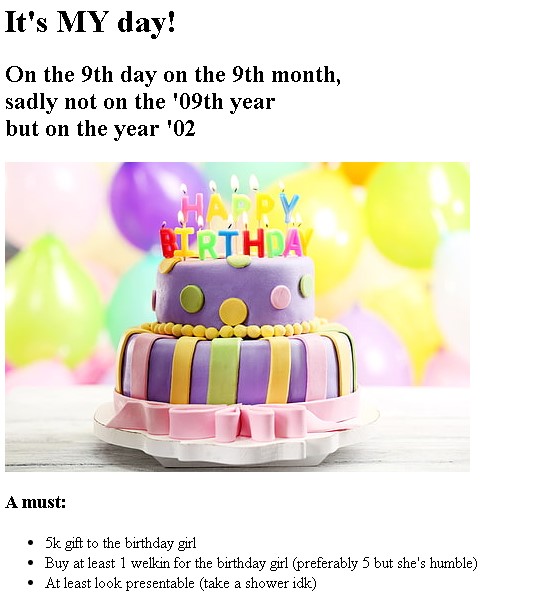 It's MY day!
On the 9th day on the 9th month,
sadly not on the '09th year
but on the year '02
HAPPY
BIRTHDAY
A must:
5k gift to the birthday girl
Buy at least 1 welkin for the birthday girl (preferably 5 but she's humble)
At least look presentable (take a shower idk)